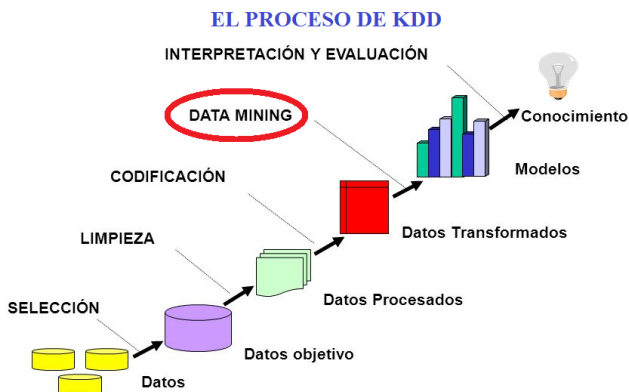 EL PROCESO DE KDD
INTERPRETACIÓN Y EVALUACIÓN
DATA MINING
Conocimiento
Modelos
CODIFICACIÓN
Datos Transformados
LIMPIEZA
Datos Procesados
SELECCIÓN
Datos objetivo
Datos